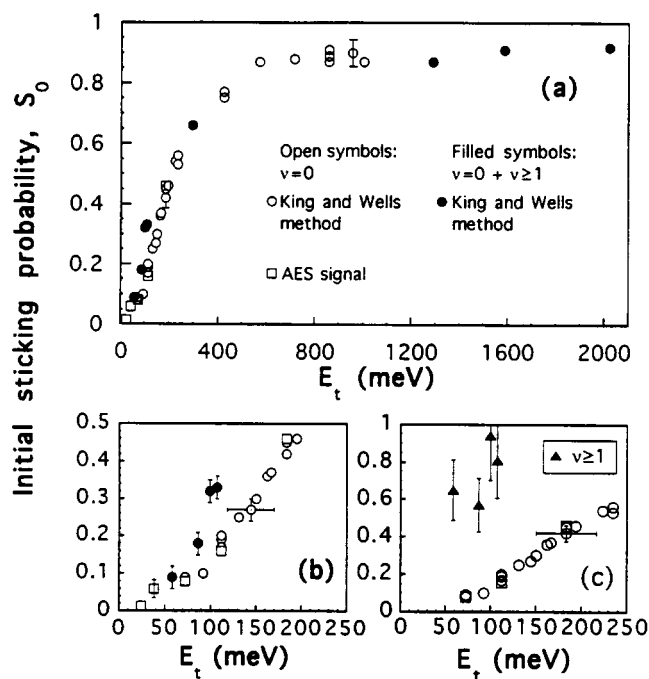 Initial sticking probability, S₀
1
0.8
0.6
0.4
0.2
0
(a)
Open symbols:
ν=0
○ King and Wells
method
□ AES signal
Filled symbols:
ν=0 + ν≥1
● King and Wells
method
0 400 800 1200 1600 2000
Eₜ (meV)
0.5
0.4
0.3
0.2
0.1
0
(b)
0 50 100 150 200 250
Eₜ (meV)
1
0.8
0.6
0.4
0.2
0
▲ ν≥1
(c)
0 50 100 150 200 250
Eₜ (meV)